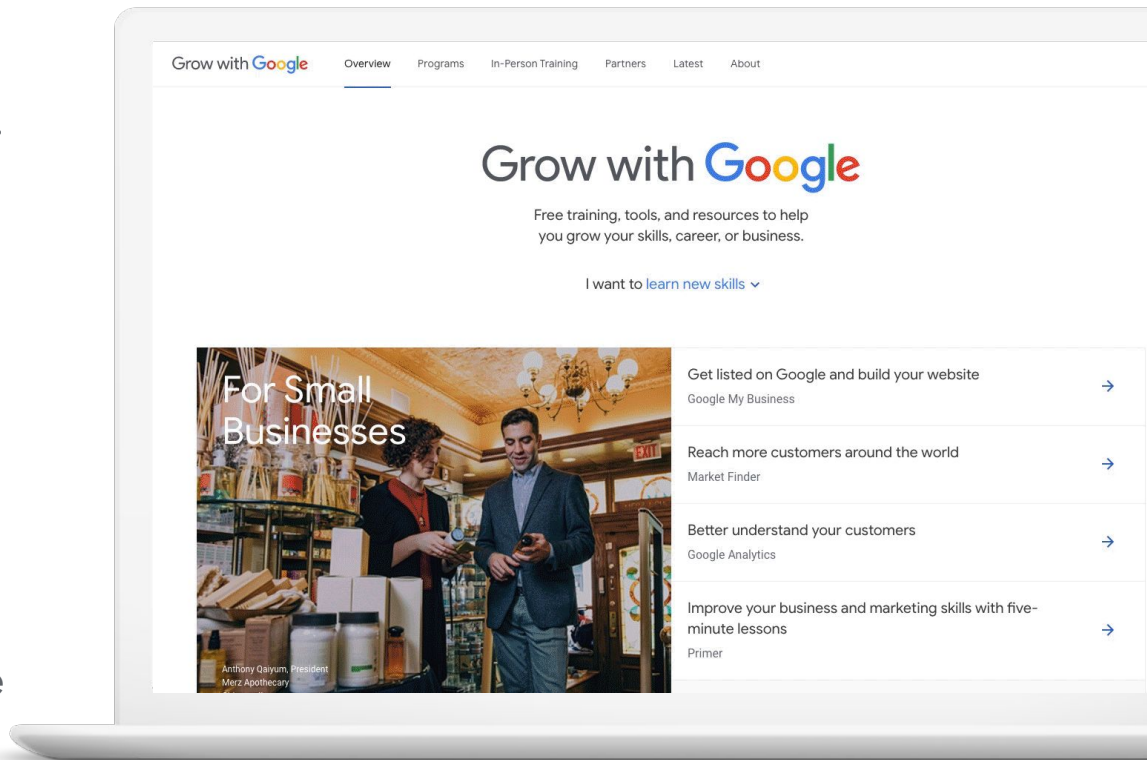 Grow with Google
Overview
Programs
In-Person Training
Partners
Latest
About
Grow with Google
Free training, tools, and resources to help
you grow your skills, career, or business.
I want to learn new skills
For Small
Businesses
EXIT
Anthony Qaiyum, President
Merz Apothecary
Get listed on Google and build your website
Google My Business
Reach more customers around the world
Market Finder
Better understand your customers
Google Analytics
Improve your business and marketing skills with five-
minute lessons
Primer